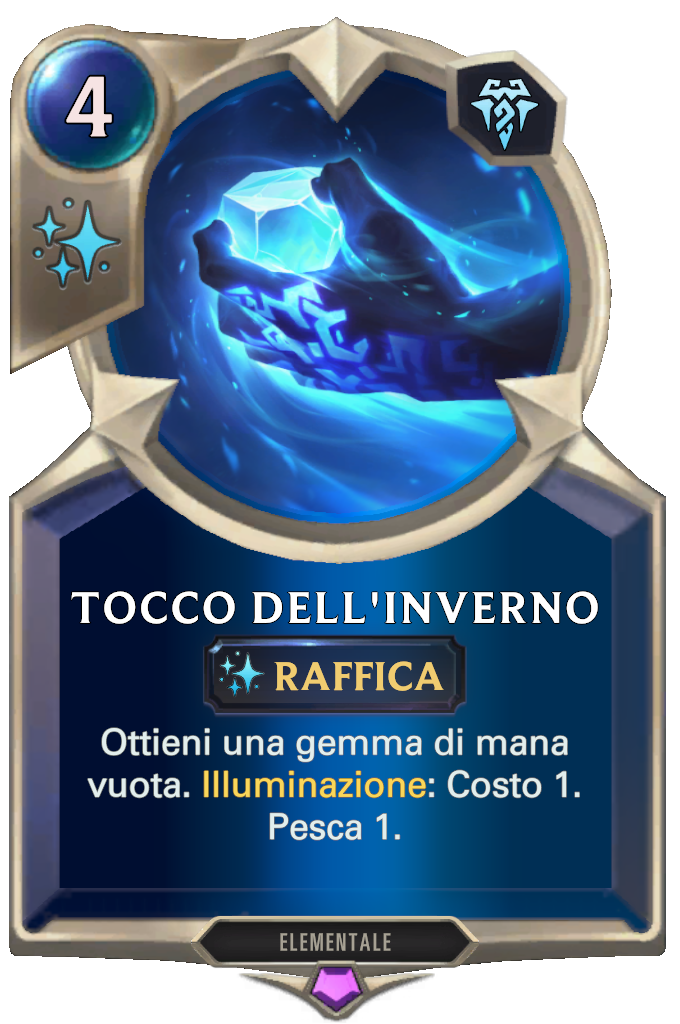 4
TOCCO DELL'INVERNO
RAFFICA
Ottieni una gemma di mana
vuota. Illuminazione: Costo 1.
Pesca 1.
ELEMENTALE